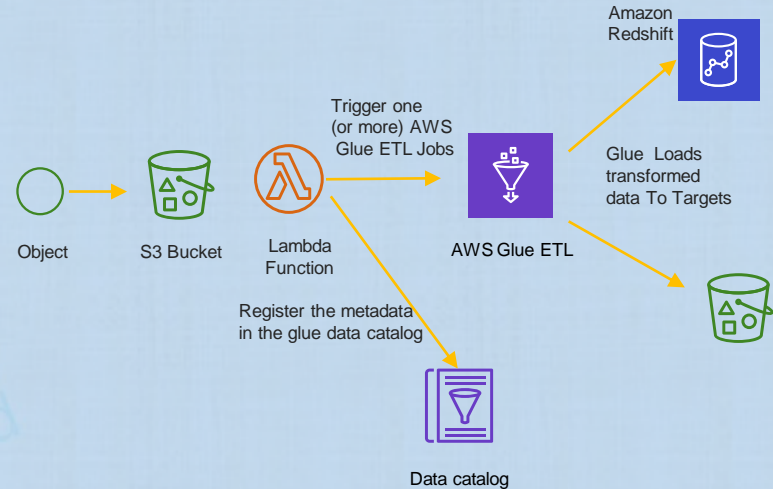 Amazon
Redshift
Trigger one
(or more) AWS
Glue ETL Jobs
Glue Loads
transformed
data To Targets
Object
S3 Bucket
Lambda
Function
AWS Glue ETL
Register the metadata
in the glue data catalog
Data catalog